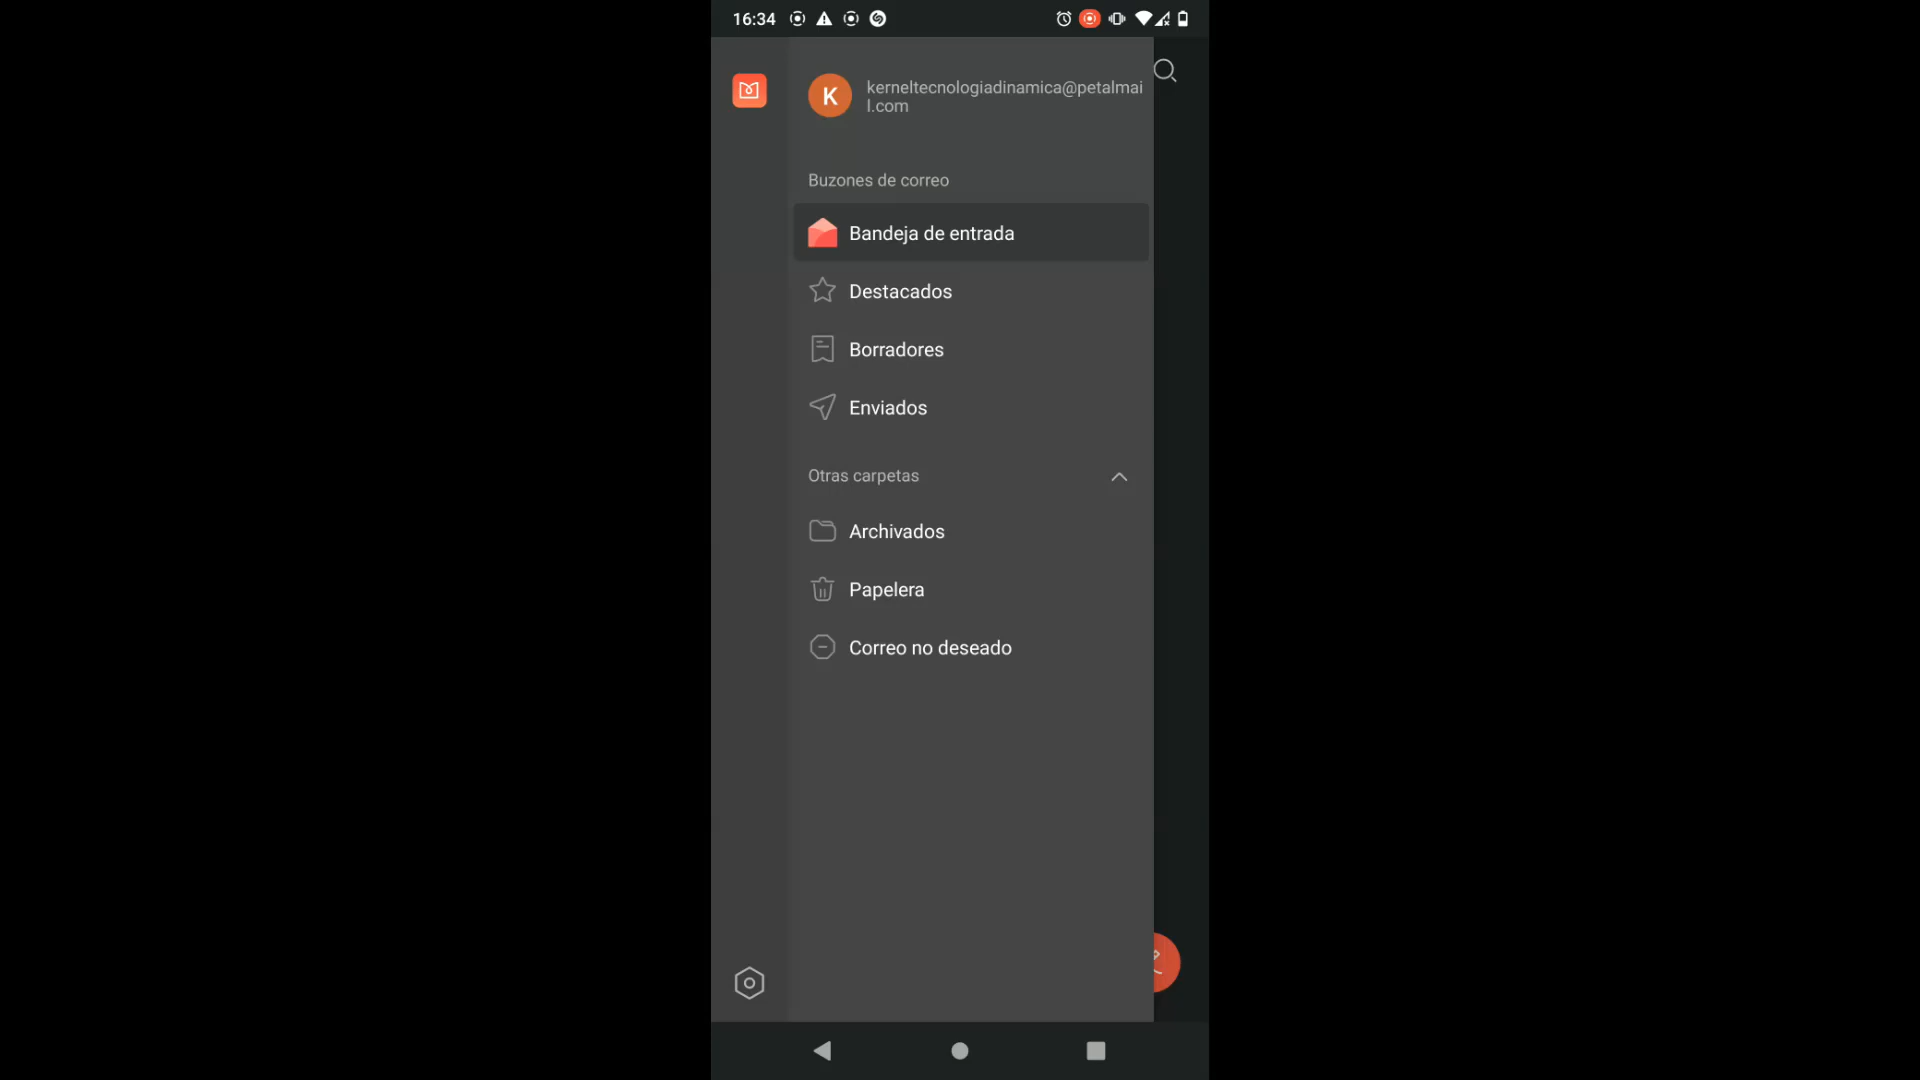 16:34
K
kerneltecnologiadinamica@petalmai
l.com
Buzones de correo
Bandeja de entrada
Destacados
Borradores
Enviados
Otras carpetas
Archivados
Papelera
Correo no deseado